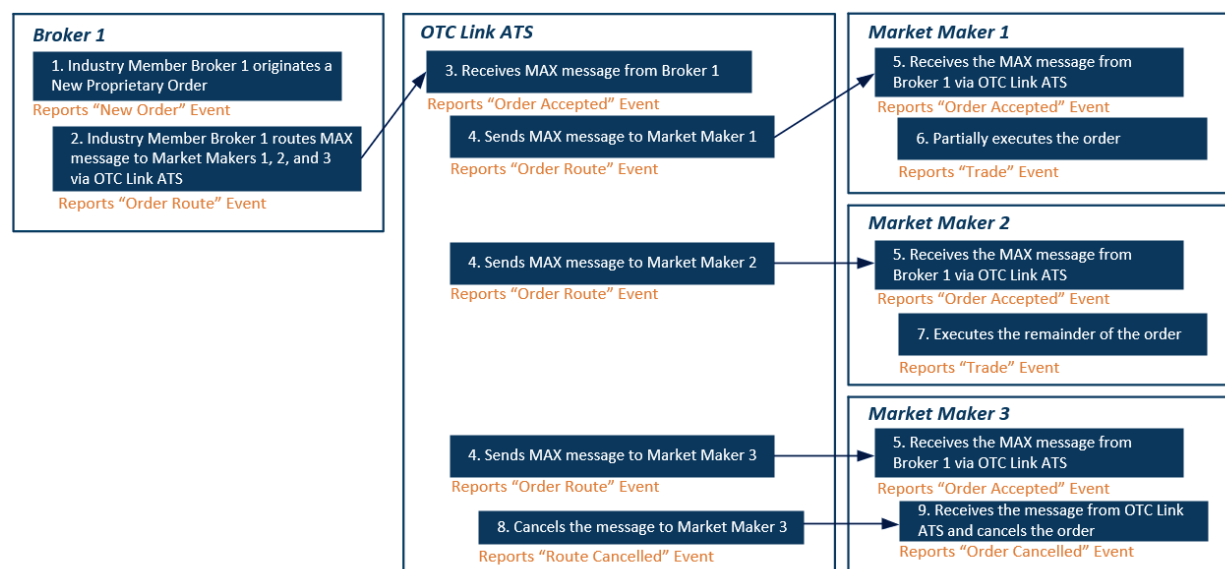 Broker 1
1. Industry Member Broker 1 originates a
New Proprietary Order
Reports “New Order” Event
2. Industry Member Broker 1 routes MAX
message to Market Makers 1, 2, and 3
via OTC Link ATS
Reports “Order Route” Event
OTC Link ATS
3. Receives MAX message from Broker 1
Reports “Order Accepted” Event
4. Sends MAX message to Market Maker 1
Reports “Order Route” Event
4. Sends MAX message to Market Maker 2
Reports “Order Route” Event
4. Sends MAX message to Market Maker 3
Reports “Order Route” Event
8. Cancels the message to Market Maker 3
Reports “Route Cancelled” Event
Market Maker 1
5. Receives the MAX message from
Broker 1 via OTC Link ATS
Reports “Order Accepted” Event
6. Partially executes the order
Reports “Trade” Event
Market Maker 2
5. Receives the MAX message from
Broker 1 via OTC Link ATS
Reports “Order Accepted” Event
7. Executes the remainder of the order
Reports “Trade” Event
Market Maker 3
5. Receives the MAX message from
Broker 1 via OTC Link ATS
Reports “Order Accepted” Event
9. Receives the message from OTC Link
ATS and cancels the order
Reports “Order Cancelled” Event